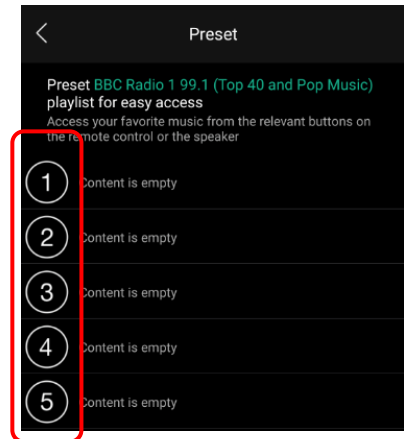 Preset
Preset BBC Radio 1 99.1 (Top 40 and Pop Music)
playlist for easy access
Access your favorite music from the relevant buttons on
the remote control or the speaker
1 Content is empty
2 Content is empty
3 Content is empty
4 Content is empty
5 Content is empty